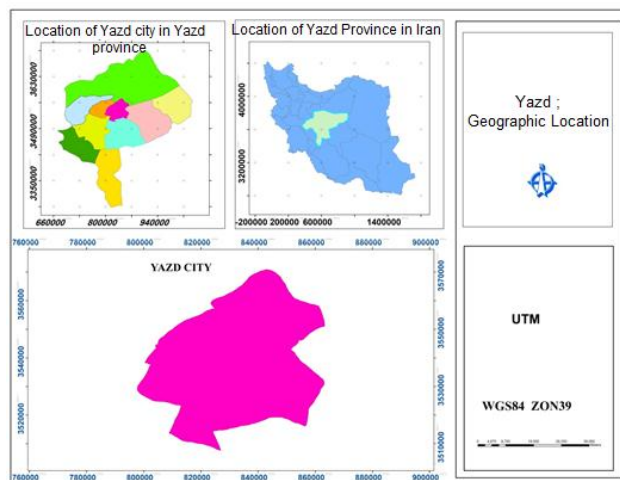 Location of Yazd city in Yazd
province
3630000
3490000
3350000
660000 800000 940000
Location of Yazd Province in Iran
4000000
3200000
-200000 200000 600000 1400000
Yazd ;
Geographic Location
760000 780000 800000 820000 840000 860000 880000 900000
YAZD CITY
3560000
3540000
3520000
3570000
3550000
3530000
3510000
760000 780000 800000 820000 840000 860000 880000 900000
UTM
WGS84 ZON39